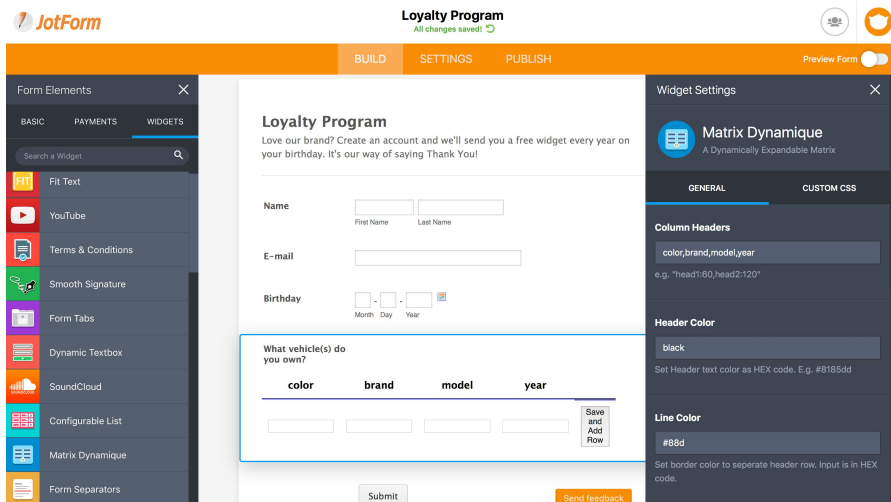 JotForm
Loyalty Program
All changes saved!
BUILD
SETTINGS
PUBLISH
Preview Form
Form Elements
BASIC
PAYMENTS
WIDGETS
Search a Widget
FIT
Fit Text
YouTube
Terms & Conditions
Smooth Signature
Form Tabs
Dynamic Textbox
SOUNDCLOUD
SoundCloud
Configurable List
Matrix Dynamique
Form Separators
Loyalty Program
Love our brand? Create an account and we'll send you a free widget every year on
your birthday. It's our way of saying Thank You!
Name
First Name
Last Name
E-mail
Birthday
- -
Month Day Year
What vehicle(s) do
you own?
color brand model year
Save
and
Add
Row
Submit
Send feedback
Widget Settings
Matrix Dynamique
A Dynamically Expandable Matrix
GENERAL
CUSTOM CSS
Column Headers
color,brand,model,year
e.g. "head1:60,head2:120"
Header Color
black
Set Header text color as HEX code. E.g. #8185dd
Line Color
#88d
Set border color to seperate header row. Input is in HEX
code.